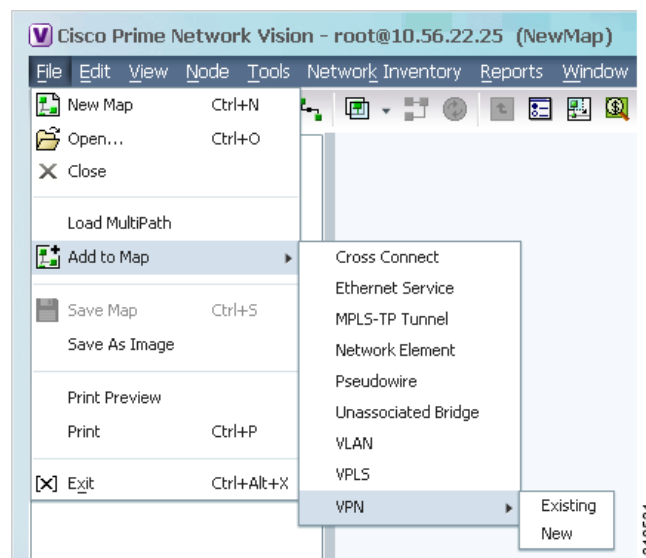 Cisco Prime Network Vision - root@10.56.22.25 (NewMap)
File Edit View Node Tools Network Inventory Reports Window
New Map Ctrl+N
Open... Ctrl+O
Close
Load MultiPath
Add to Map
Save Map Ctrl+S
Save As Image
Print Preview
Print Ctrl+P
Exit Ctrl+Alt+X
Cross Connect
Ethernet Service
MPLS-TP Tunnel
Network Element
Pseudowire
Unassociated Bridge
VLAN
VPLS
VPN
Existing
New